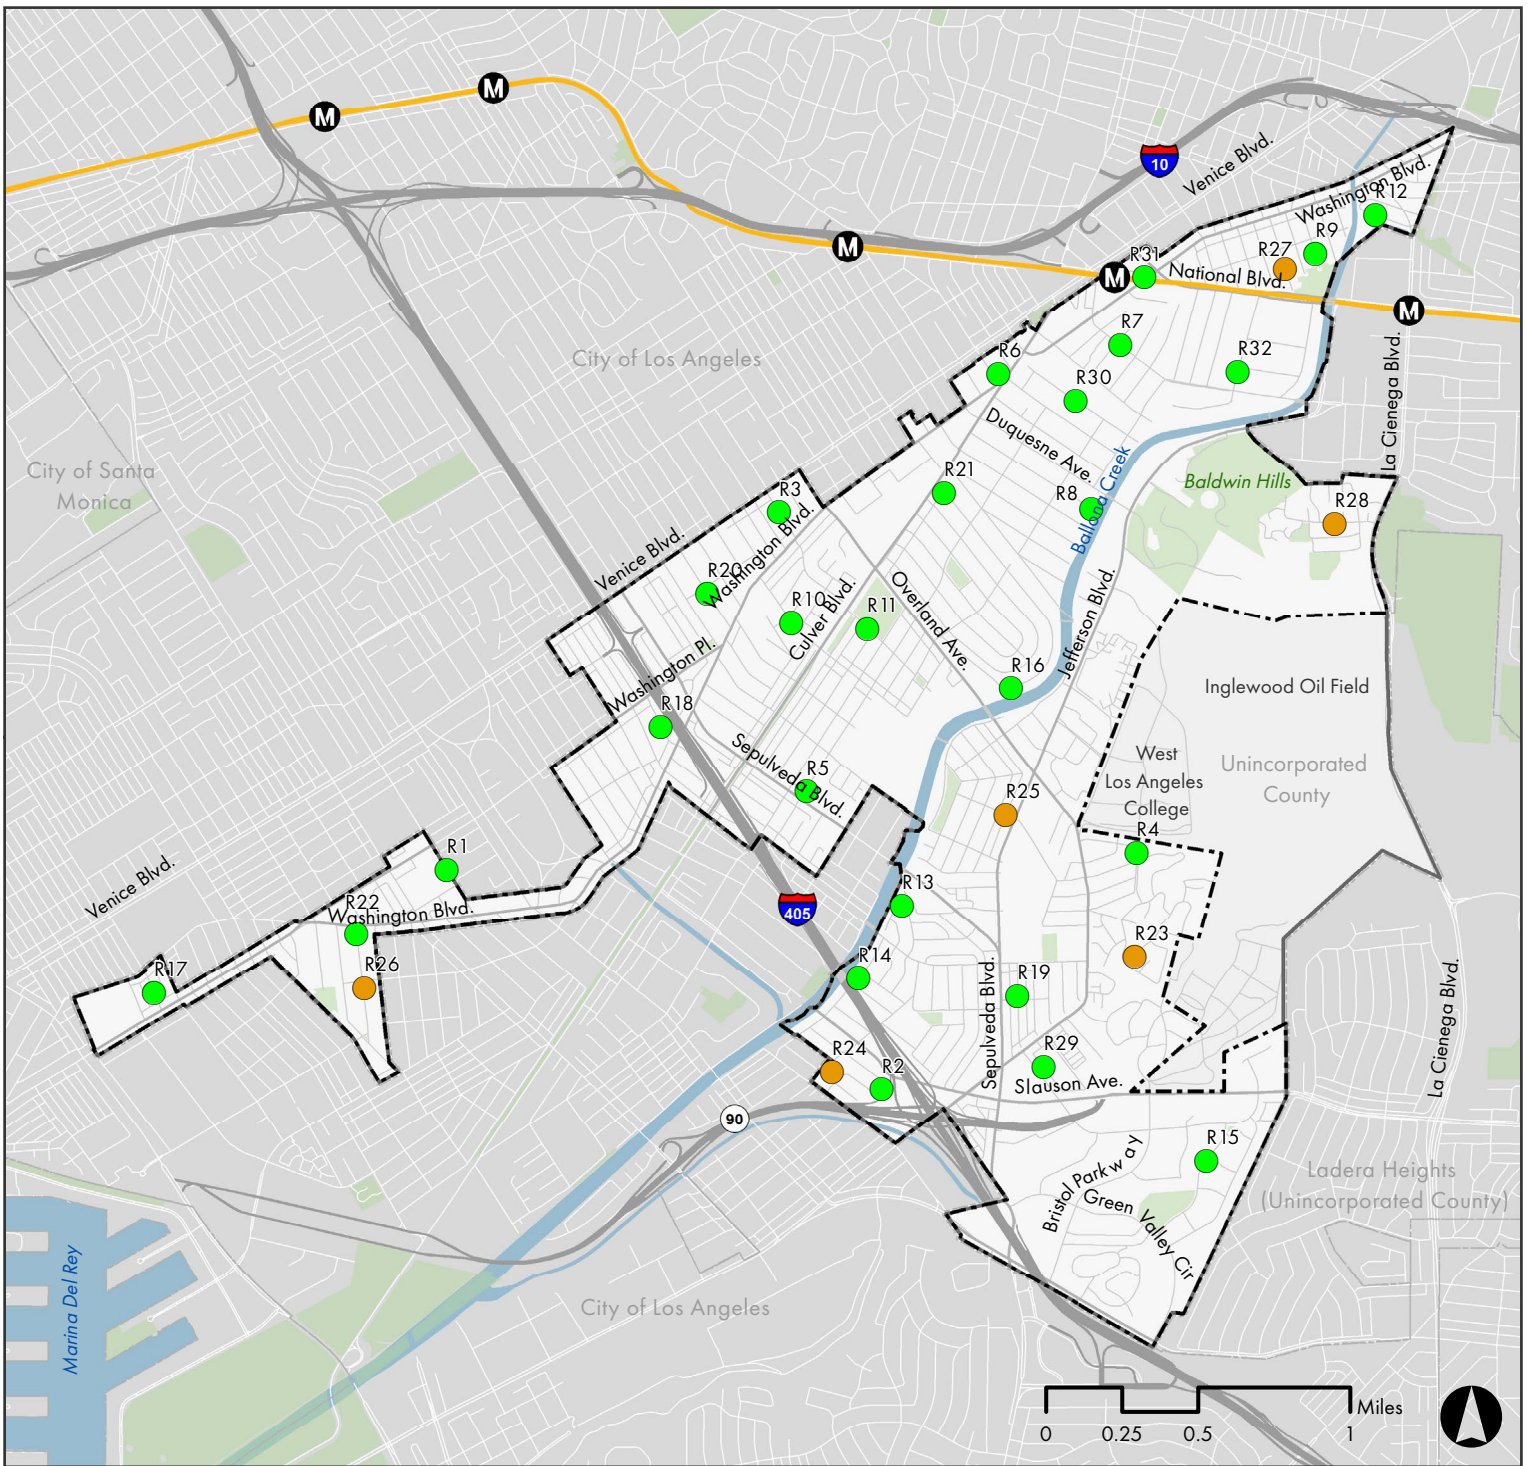 M
M
10
Venice Blvd.
Washington Blvd.
R12
R9
M
R31
M
R27
National Blvd.
M
City of Los Angeles
R7
R6
R32
R30
La Cienega Blvd.
Duquesne Ave.
City of Santa
Monica
R21
Ballona Creek
Baldwin Hills
R3
R8
R28
Venice Blvd.
Washington Blvd.
R20
R10
Culver Blvd.
R11
Overland Ave.
Jefferson Blvd.
R16
Inglewood Oil Field
Washington Pl.
R18
Sepulveda Blvd.
R5
West
Los Angeles
College
Unincorporated
County
R25
R4
R1
Venice Blvd.
R22
Washington Blvd.
405
R13
R23
R17
R26
R14
R19
Sepulveda Blvd.
La Cienega Blvd.
R24
R2
R29
Slauson Ave.
90
R15
Bristol Parkway
Green Valley Cir
Ladera Heights
(Unincorporated County)
Marina Del Rey
City of Los Angeles
Miles
0
0.25
0.5
1